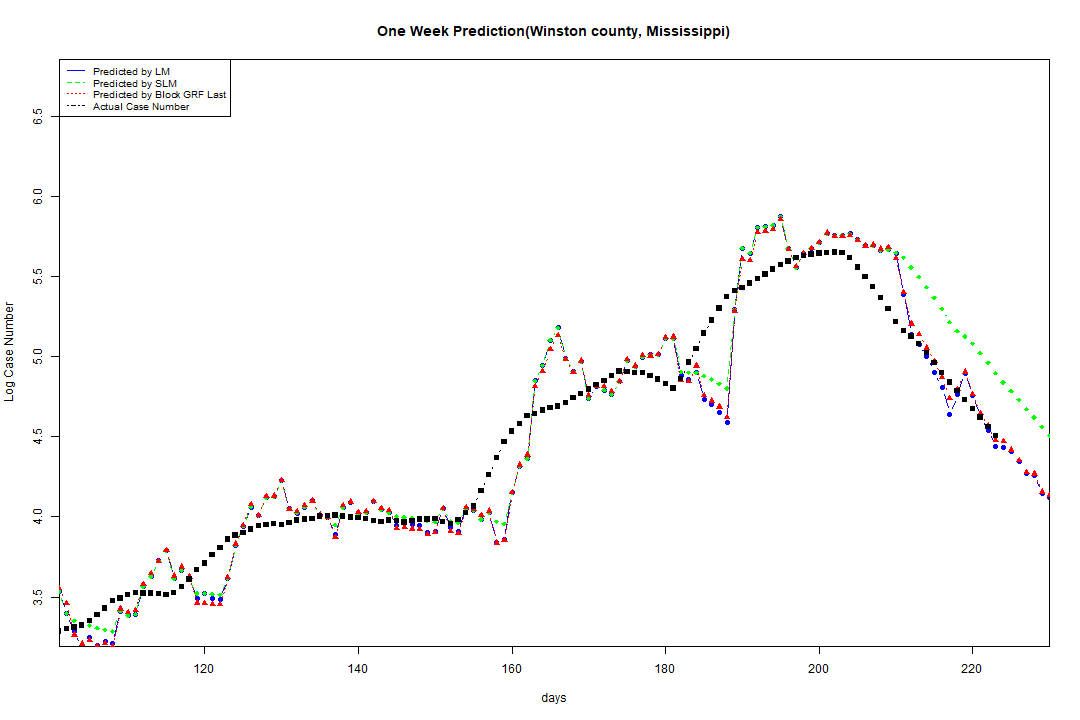 One Week Prediction(Winston county, Mississippi)
Predicted by LM
Predicted by SLM
Predicted by Block GRF Last
Actual Case Number
6.5
6.0
5.5
5.0
4.5
4.0
3.5
Log Case Number
120 140 160 180 200 220
days